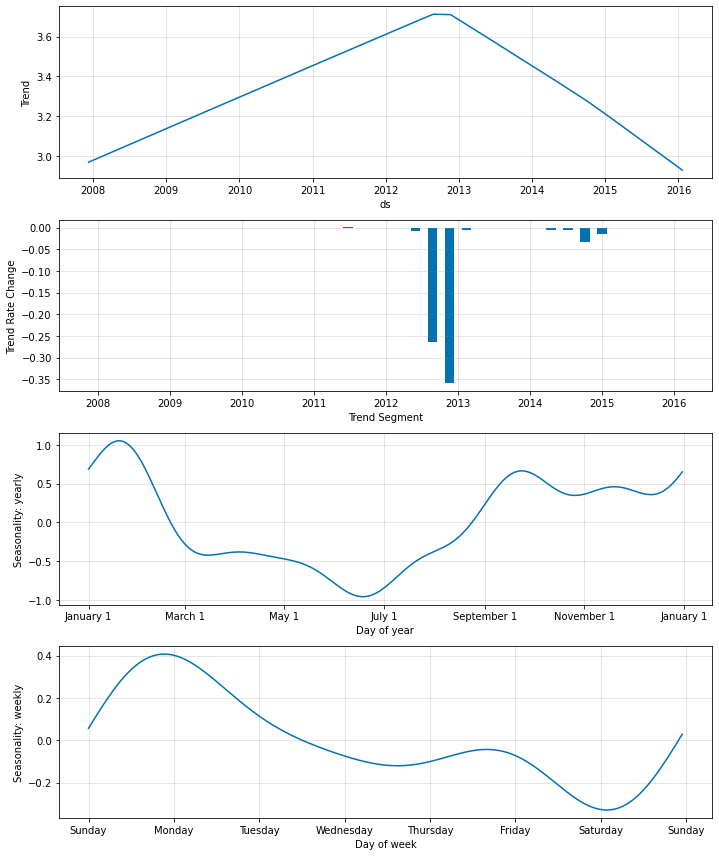 Trend
3.6
3.4
3.2
3.0
2008 2009 2010 2011 2012 2013 2014 2015 2016
ds
Trend Rate Change
0.00
−0.05
−0.10
−0.15
−0.20
−0.25
−0.30
−0.35
2008 2009 2010 2011 2012 2013 2014 2015 2016
Trend Segment
Seasonality: yearly
1.0
0.5
0.0
−0.5
−1.0
January 1 March 1 May 1 July 1 September 1 November 1 January 1
Day of year
Seasonality: weekly
0.4
0.2
0.0
−0.2
Sunday Monday Tuesday Wednesday Thursday Friday Saturday Sunday
Day of week